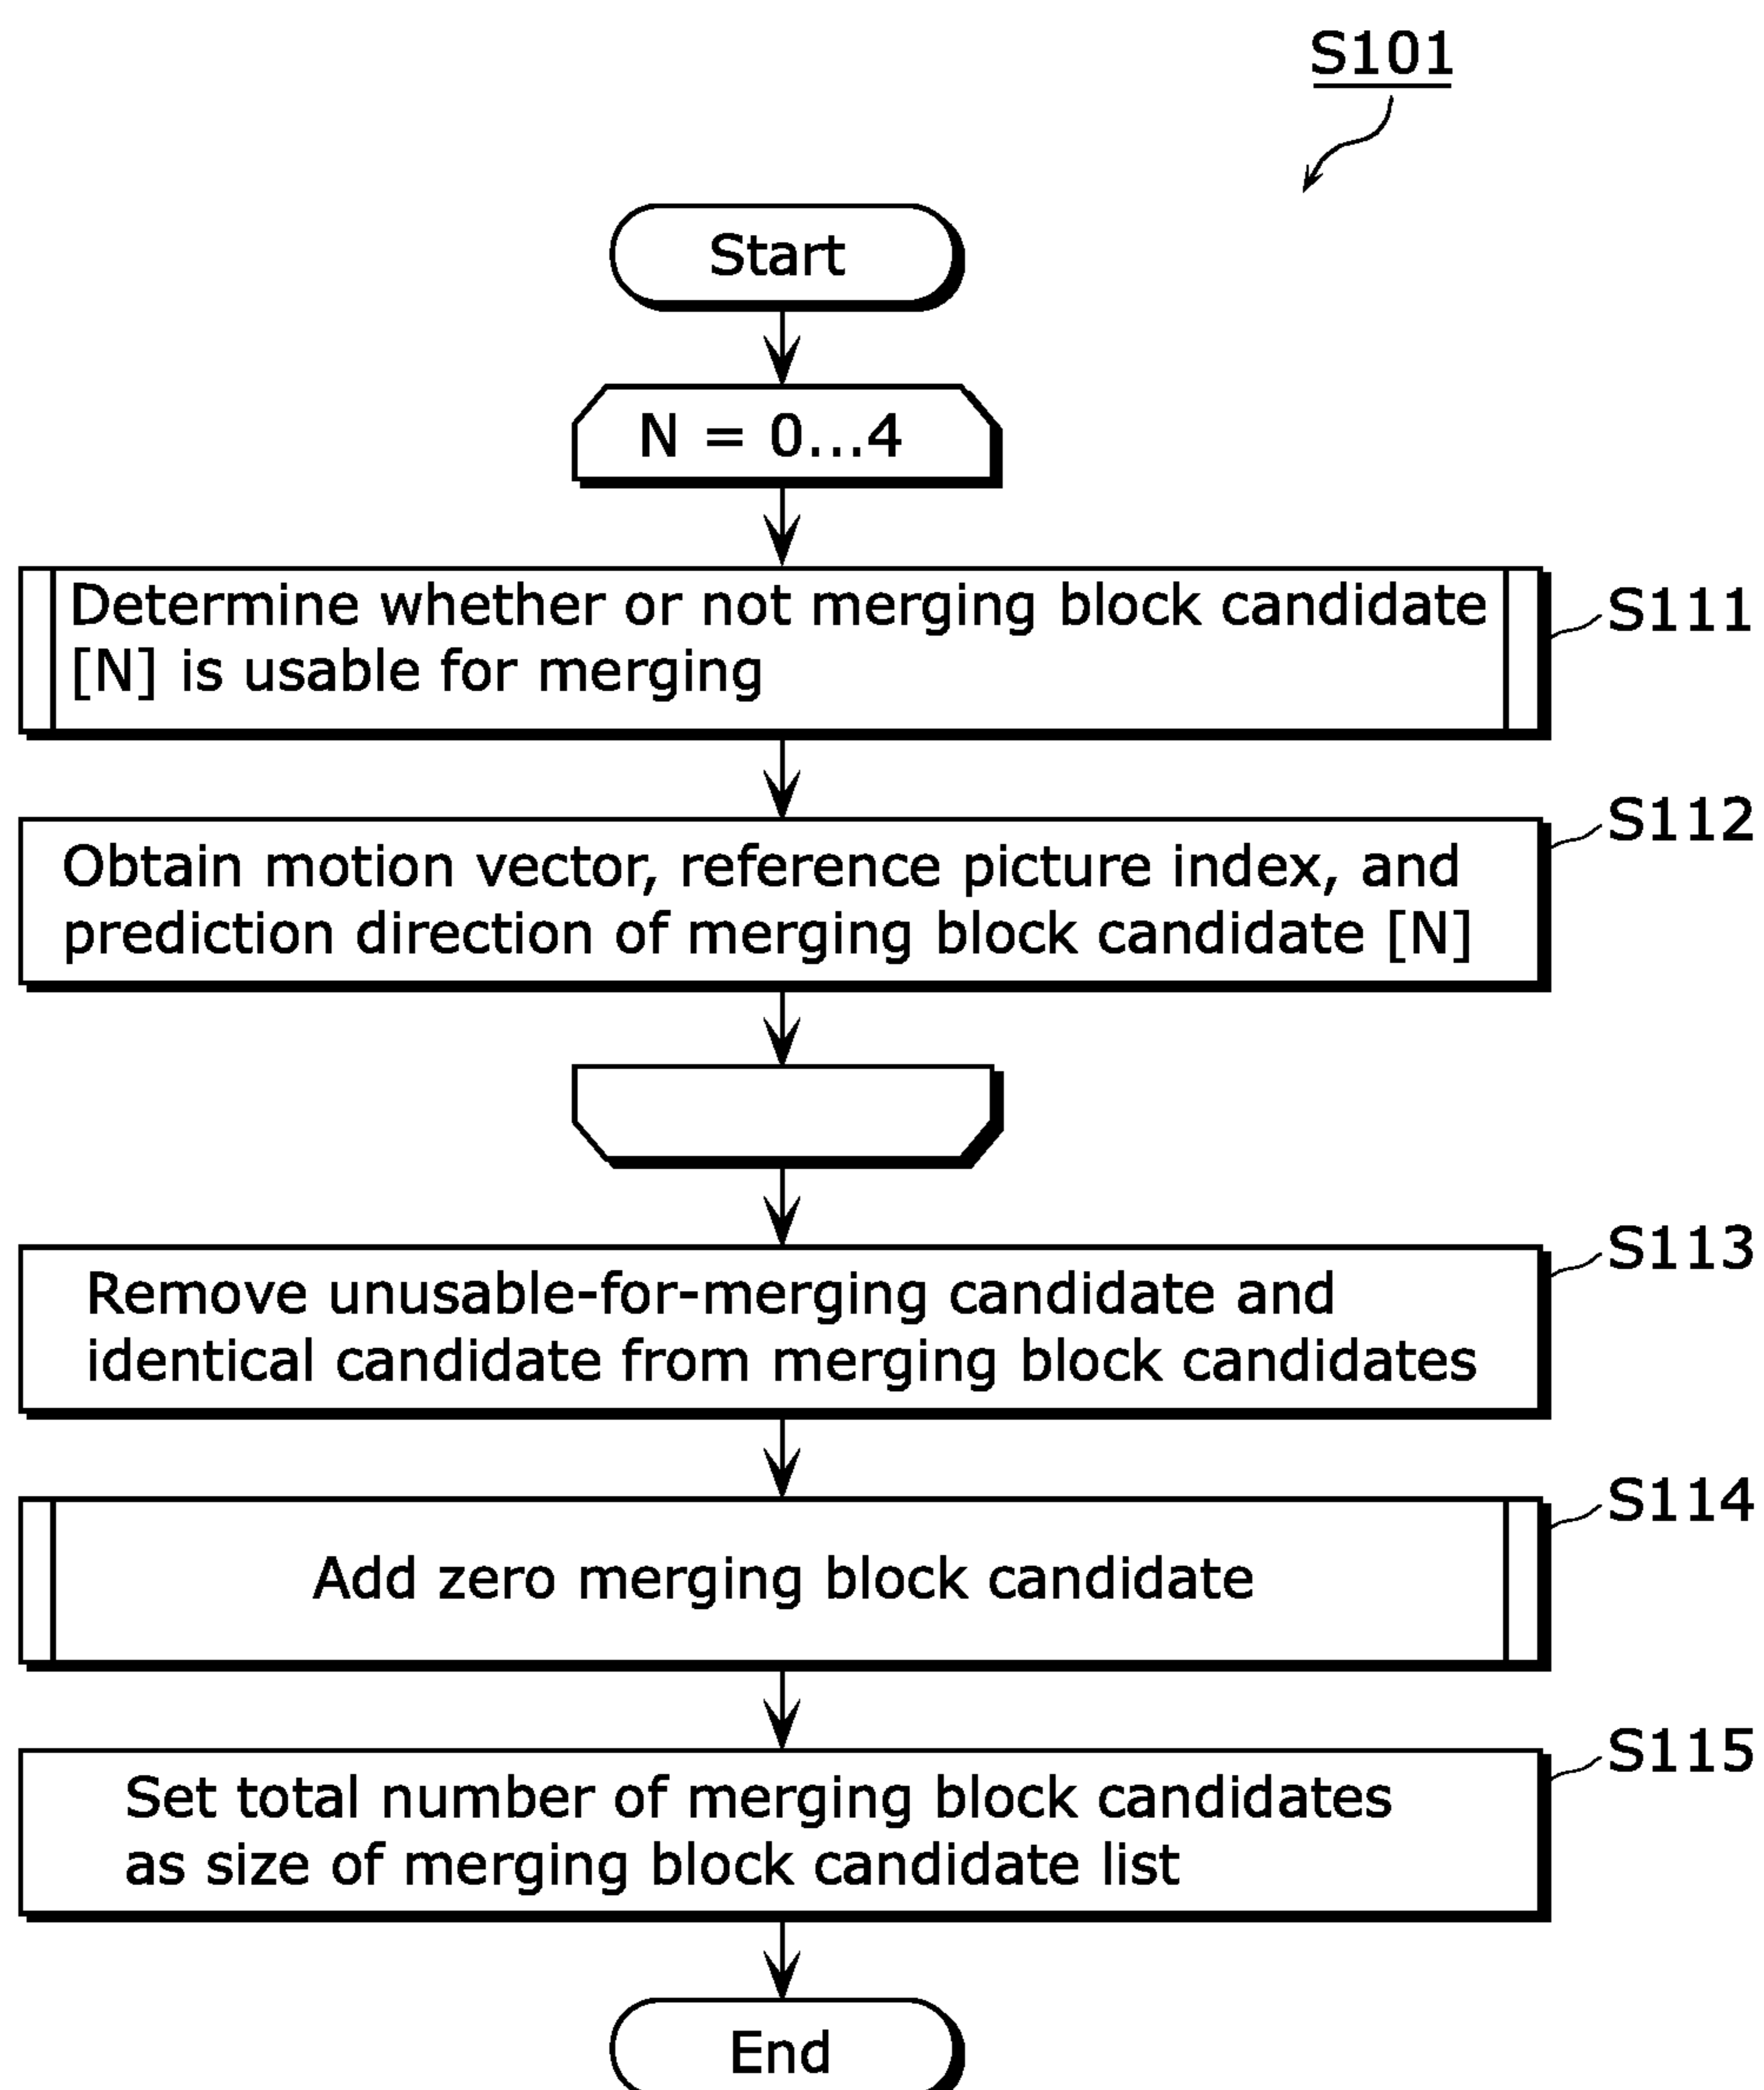 S101
Start
N = 0...4
Determine whether or not merging block candidate
[N] is usable for merging
S111
Obtain motion vector, reference picture index, and
prediction direction of merging block candidate [N]
S112
Remove unusable-for-merging candidate and
identical candidate from merging block candidates
S113
Add zero merging block candidate
S114
Set total number of merging block candidates
as size of merging block candidate list
S115
End